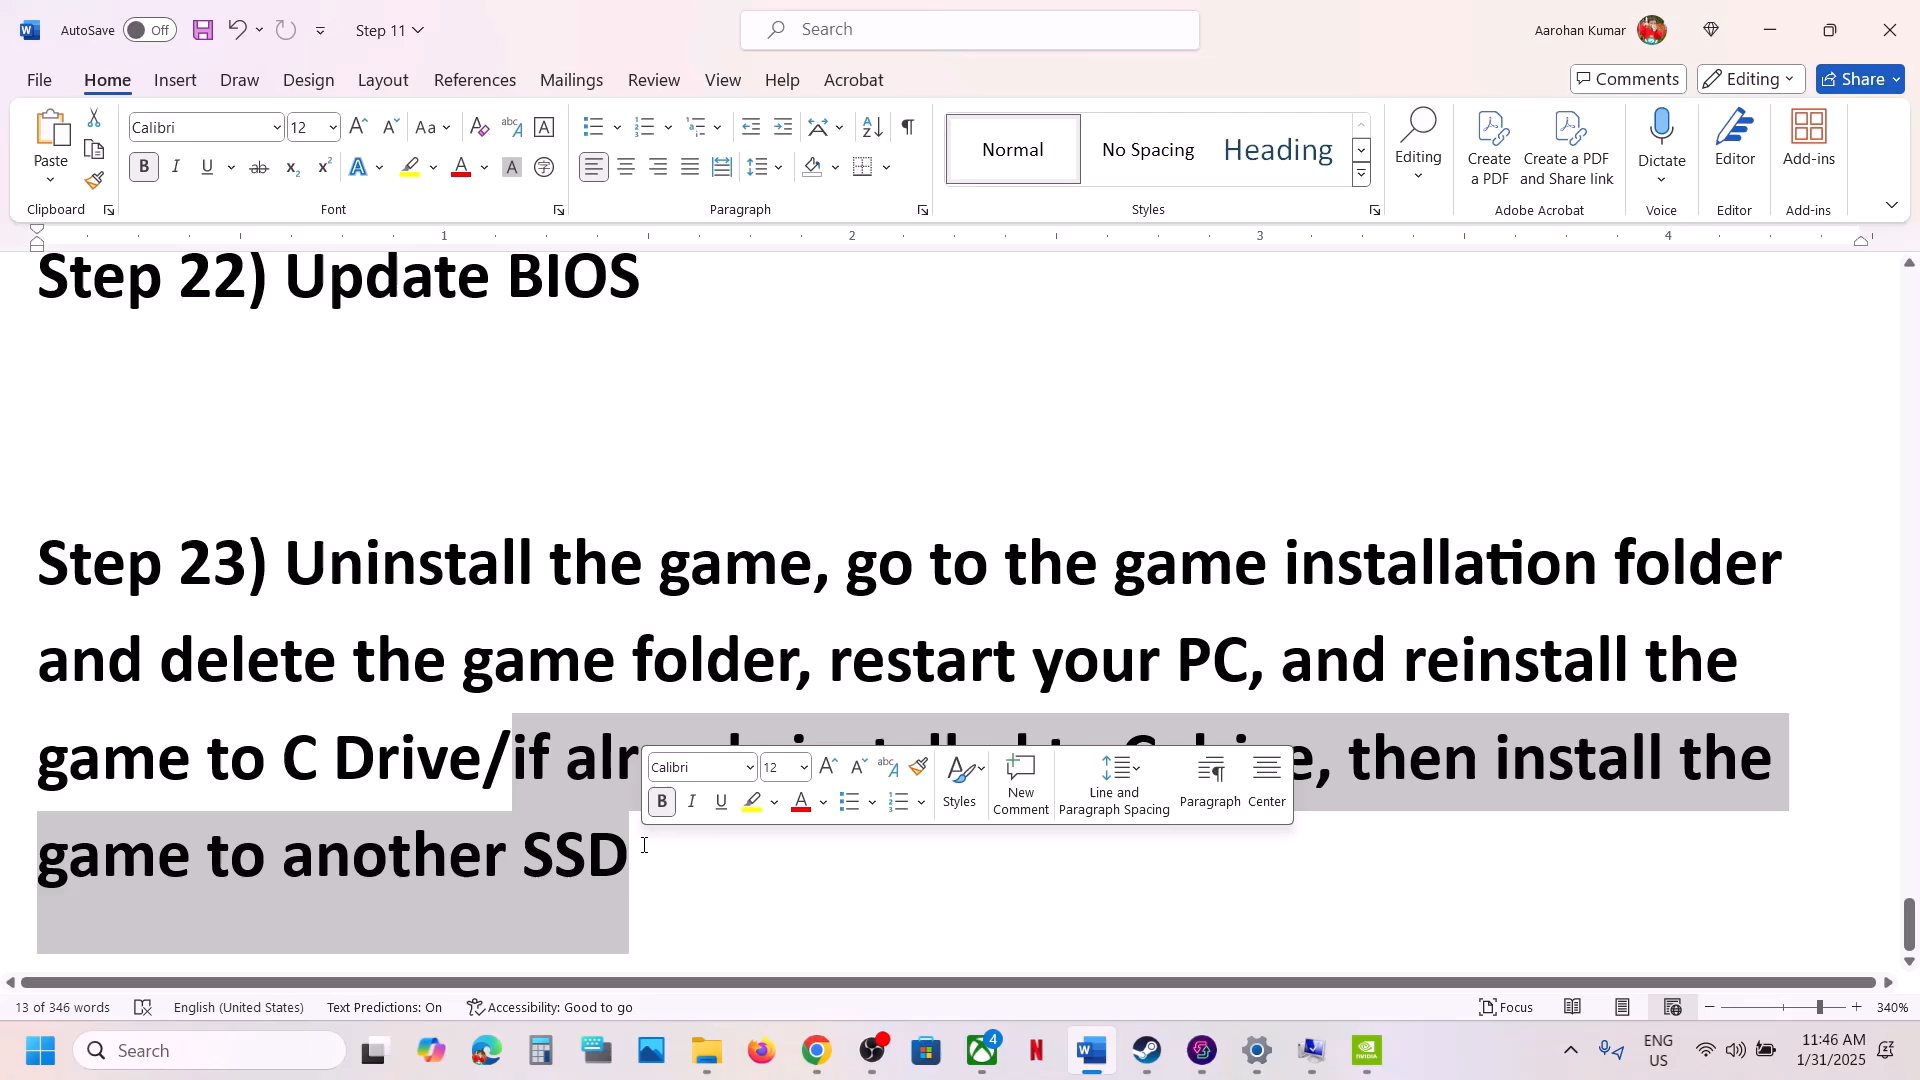 AutoSave Off Step 11 Search Aarohan Kumar
File Home Insert Draw Design Layout References Mailings Review View Help Acrobat Comments Editing Share
Paste Calibri 12 Aa Normal No Spacing Heading Editing Create a PDF Create a PDF and Share link Dictate Editor Add-ins
Clipboard Font Paragraph Styles Adobe Acrobat Voice Editor Add-ins
1 2 3 4
Step 22) Update BIOS
Step 23) Uninstall the game, go to the game installation folder
and delete the game folder, restart your PC, and reinstall the
game to C Drive/if then install the
game to another SSD
Calibri 12 Styles New Comment Line and Paragraph Spacing Paragraph Center
13 of 346 words English (United States) Text Predictions: On Accessibility: Good to go Focus 340%
Search 4 ENG US 11:46 AM 1/31/2025